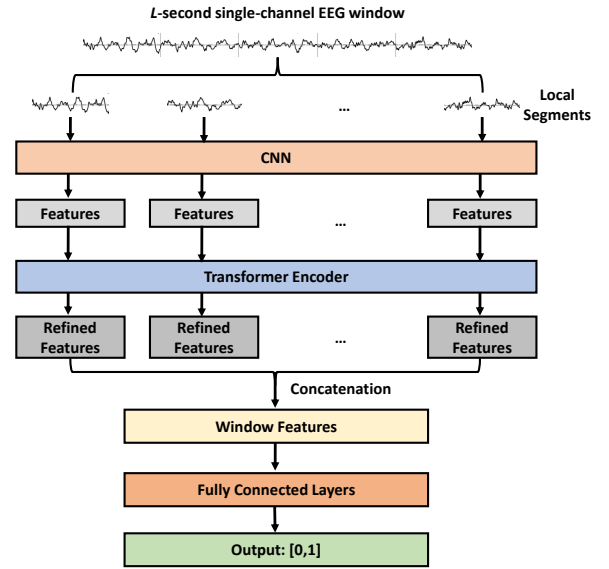 L-second single-channel EEG window
...
Local
Segments
CNN
Features Features ... Features
Transformer Encoder
Refined
Features
Refined
Features
...
Refined
Features
Concatenation
Window Features
Fully Connected Layers
Output: [0,1]